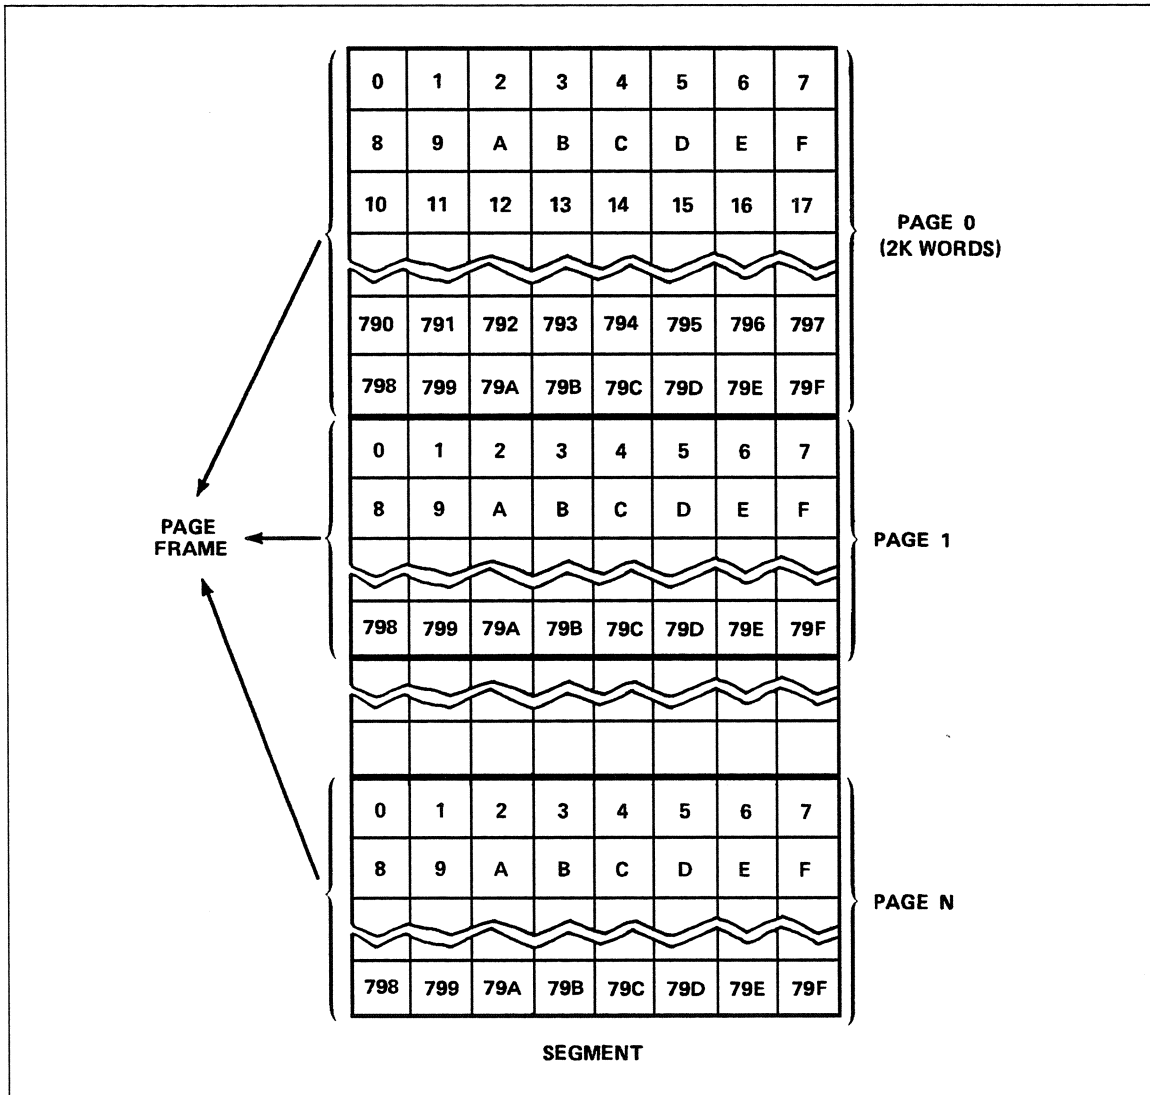 0 1 2 3 4 5 6 7
8 9 A B C D E F
10 11 12 13 14 15 16 17
PAGE 0
(2K WORDS)
790 791 792 793 794 795 796 797
798 799 79A 79B 79C 79D 79E 79F
0 1 2 3 4 5 6 7
8 9 A B C D E F
PAGE
FRAME
PAGE 1
798 799 79A 79B 79C 79D 79E 79F
0 1 2 3 4 5 6 7
8 9 A B C D E F
PAGE N
798 799 79A 79B 79C 79D 79E 79F
SEGMENT